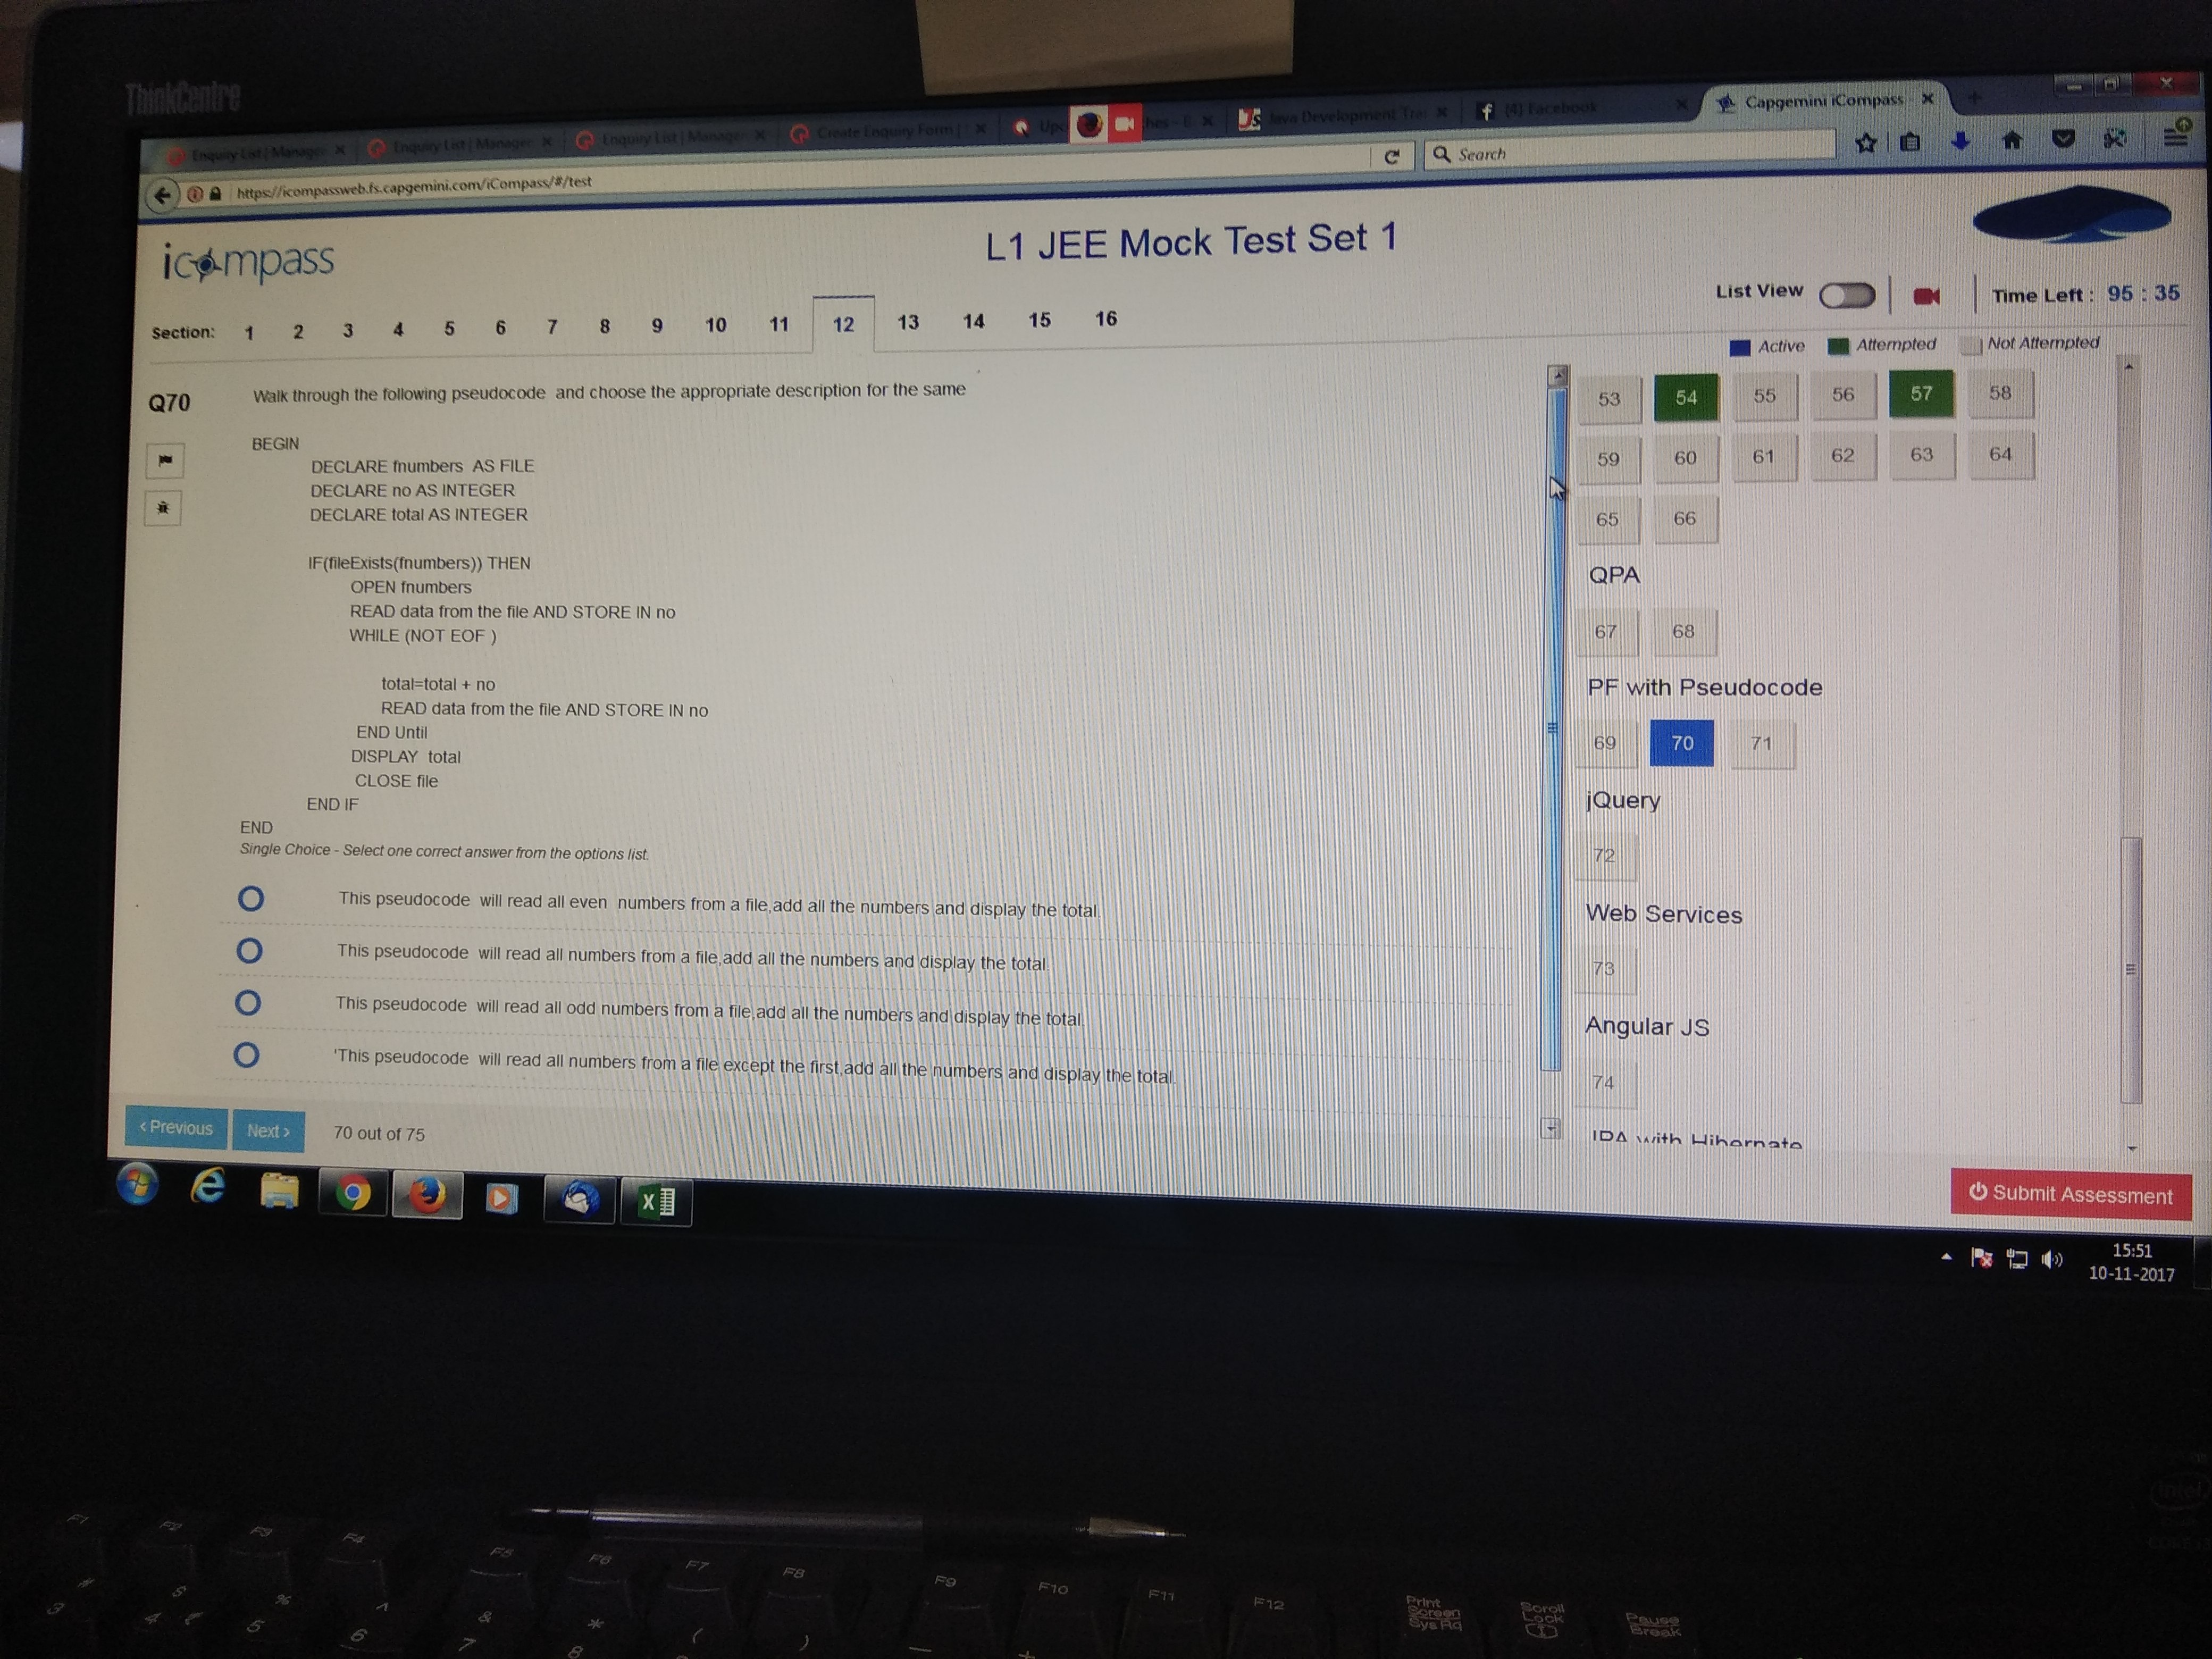 ThinkCentre
Enquiry List | Manager
Enquiry List | Manager
Enquiry List | Manager
Create Enquiry Form |
Java Development Trai
(4) Facebook
Capgemini iCompass
https://icompassweb.fs.capgemini.com/iCompass/#/test
Search
icompass
L1 JEE Mock Test Set 1
List View
Time Left : 95 : 35
Section: 1 2 3 4 5 6 7 8 9 10 11 12 13 14 15 16
Active Attempted Not Attempted
Q70
Walk through the following pseudocode and choose the appropriate description for the same
BEGIN
DECLARE fnumbers AS FILE
DECLARE no AS INTEGER
DECLARE total AS INTEGER
IF(fileExists(fnumbers)) THEN
OPEN fnumbers
READ data from the file AND STORE IN no
WHILE (NOT EOF )
total=total + no
READ data from the file AND STORE IN no
END Until
DISPLAY total
CLOSE file
END IF
END
Single Choice - Select one correct answer from the options list.
This pseudocode will read all even numbers from a file,add all the numbers and display the total.
This pseudocode will read all numbers from a file,add all the numbers and display the total.
This pseudocode will read all odd numbers from a file,add all the numbers and display the total.
'This pseudocode will read all numbers from a file except the first,add all the numbers and display the total.
53 54 55 56 57 58
59 60 61 62 63 64
65 66
QPA
67 68
PF with Pseudocode
69 70 71
jQuery
72
Web Services
73
Angular JS
74
JPA with Hibernate
< Previous
Next >
70 out of 75
Submit Assessment
15:51
10-11-2017
F1 F2 F3 F4 F5 F6 F7 F8 F9 F10 F11 F12
Print Screen Sys Rq
Scroll Lock
Pause Break
# $ ₹ % ^ & * ( ) _ +
3 4 5 6 7 8